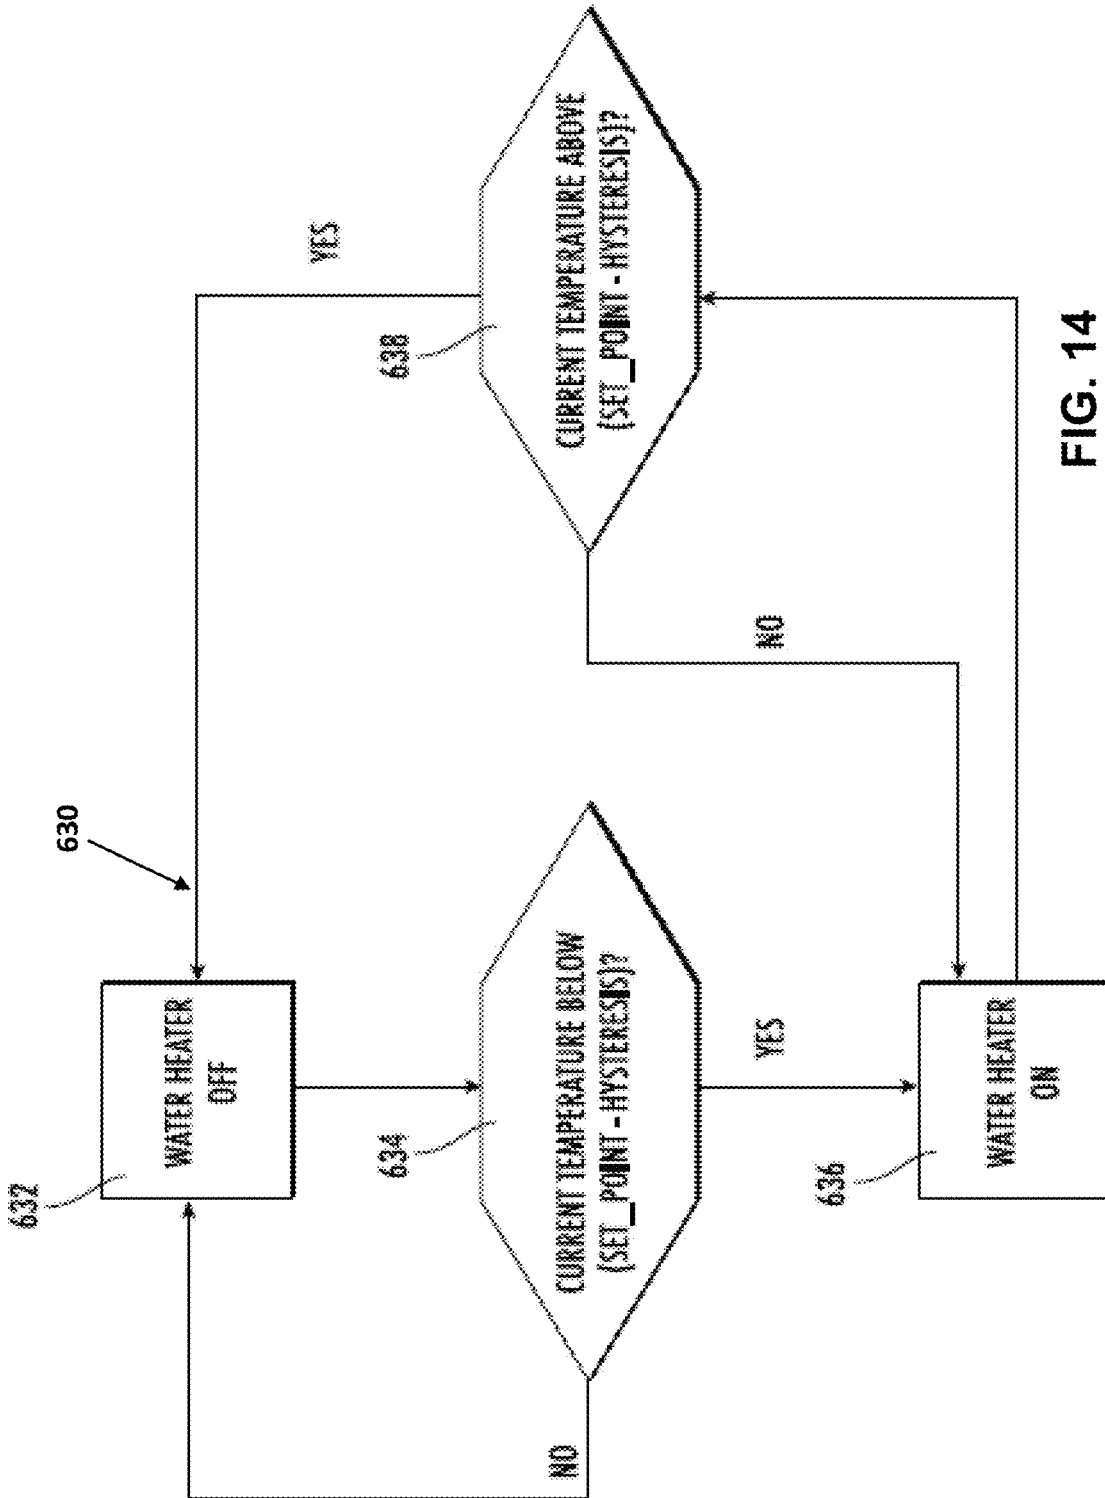 630
632
WATER HEATER
OFF
634
CURRENT TEMPERATURE BELOW
(SET_POINT - HYSTERESIS)?
NO
YES
636
WATER HEATER
ON
638
CURRENT TEMPERATURE ABOVE
(SET_POINT - HYSTERESIS)?
YES
NO
FIG. 14